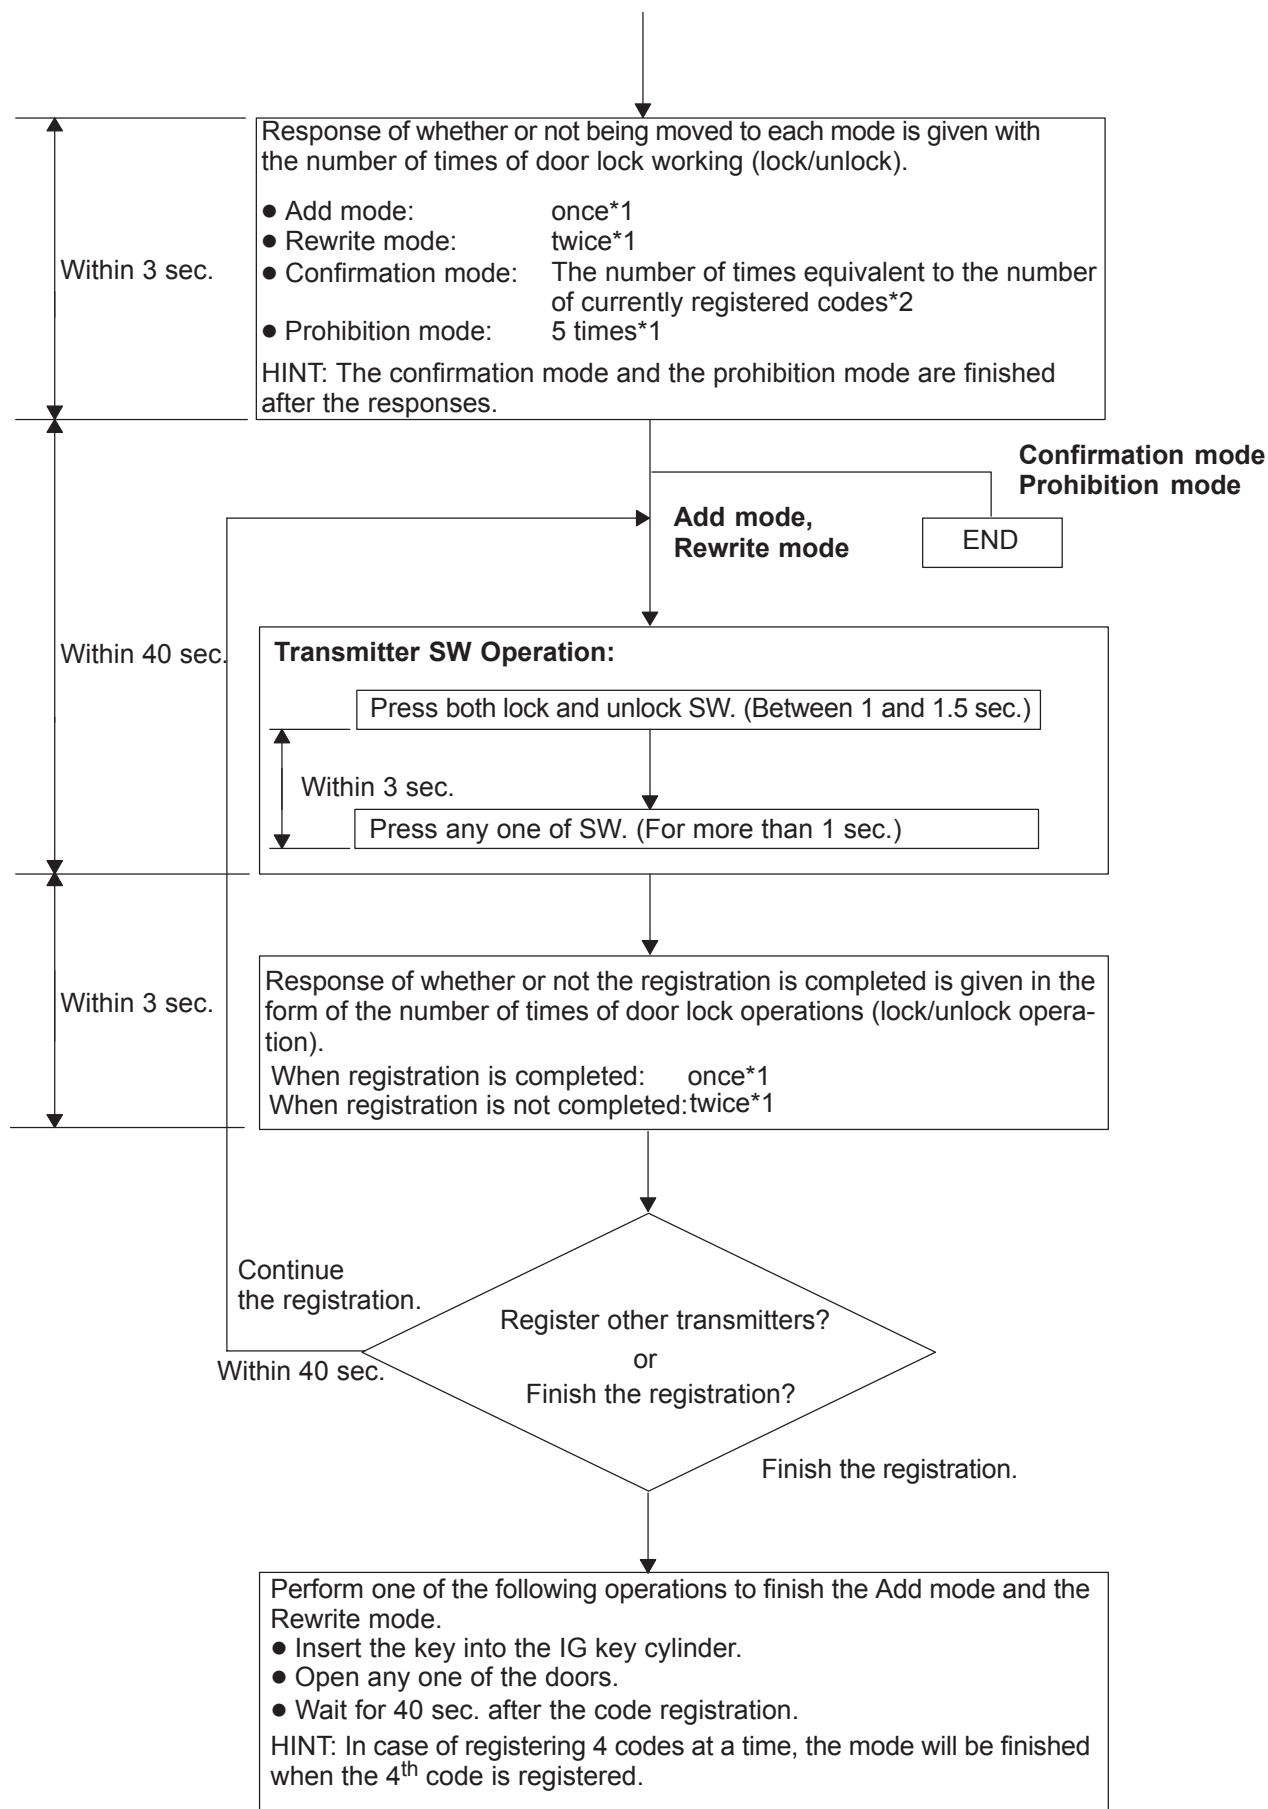 Response of whether or not being moved to each mode is given with
the number of times of door lock working (lock/unlock).
● Add mode: once*1
● Rewrite mode: twice*1
Within 3 sec.
● Confirmation mode: The number of times equivalent to the number
of currently registered codes*2
● Prohibition mode: 5 times*1
HINT: The confirmation mode and the prohibition mode are finished
after the responses.
Confirmation mode
Prohibition mode
Add mode,
Rewrite mode
END
Within 40 sec.
Transmitter SW Operation:
Press both lock and unlock SW. (Between 1 and 1.5 sec.)
Within 3 sec.
Press any one of SW. (For more than 1 sec.)
Within 3 sec.
Response of whether or not the registration is completed is given in the
form of the number of times of door lock operations (lock/unlock opera-
tion).
When registration is completed: once*1
When registration is not completed: twice*1
Continue
the registration.
Within 40 sec.
Register other transmitters?
or
Finish the registration?
Finish the registration.
Perform one of the following operations to finish the Add mode and the
Rewrite mode.
● Insert the key into the IG key cylinder.
● Open any one of the doors.
● Wait for 40 sec. after the code registration.
HINT: In case of registering 4 codes at a time, the mode will be finished
when the 4th code is registered.